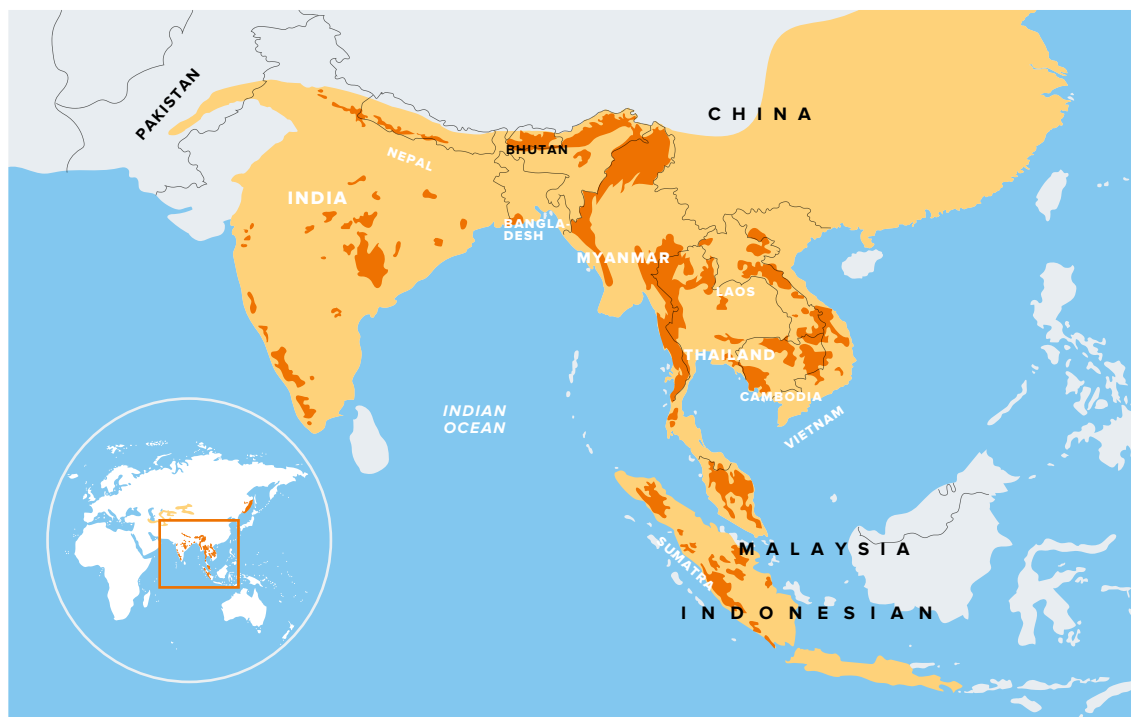 PAKISTAN
CHINA
NEPAL
BHUTAN
INDIA
BANGLA-
DESH
MYANMAR
LAOS
THAILAND
CAMBODIA
VIETNAM
INDIAN
OCEAN
SUMATRA
MALAYSIA
INDONESIAN